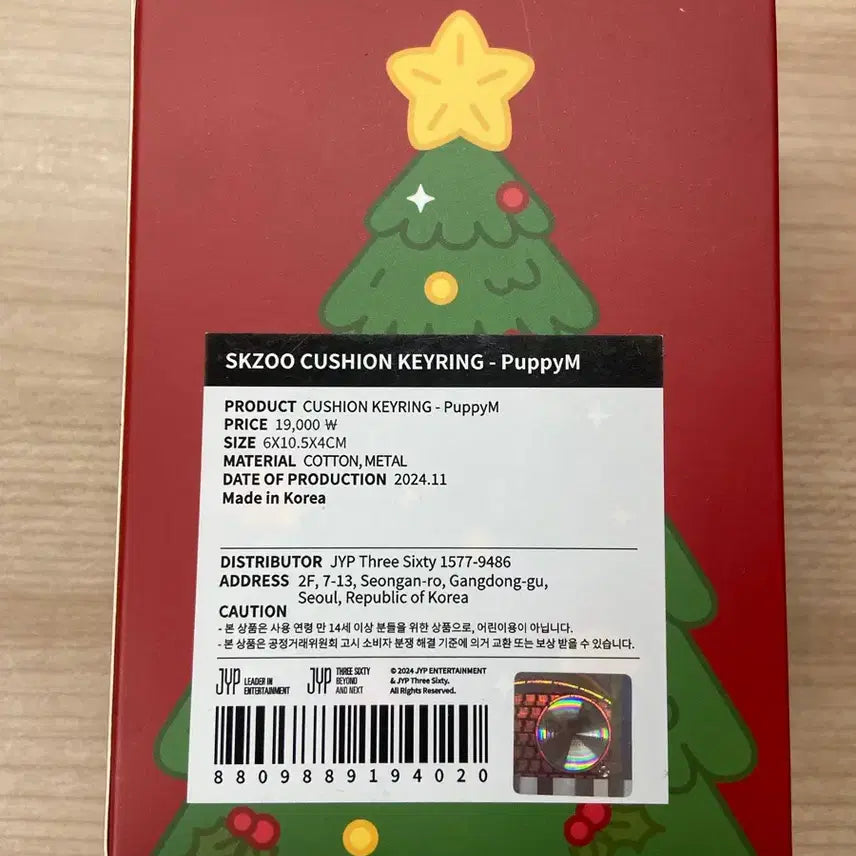 SKZOO CUSHION KEYRING - PuppyM
PRODUCT CUSHION KEYRING - PuppyM
PRICE 19,000 ₩
SIZE 6X10.5X4CM
MATERIAL COTTON, METAL
DATE OF PRODUCTION 2024.11
Made in Korea
DISTRIBUTOR JYP Three Sixty 1577-9486
ADDRESS 2F, 7-13, Seongan-ro, Gangdong-gu,
Seoul, Republic of Korea
CAUTION
- 본 상품은 사용 연령 만 14세 이상 분들을 위한 상품으로, 어린이용이 아닙니다.
- 본 상품은 공정거래위원회 고시 소비자 분쟁 해결 기준에 의거 교환 또는 보상 받을 수 있습니다.
JYP LEADER IN
ENTERTAINMENT
JYP THREE SIXTY
BEYOND
AND NEXT
© 2024 JYP ENTERTAINMENT
& JYP Three Sixty.
All Rights Reserved.
8809889194020